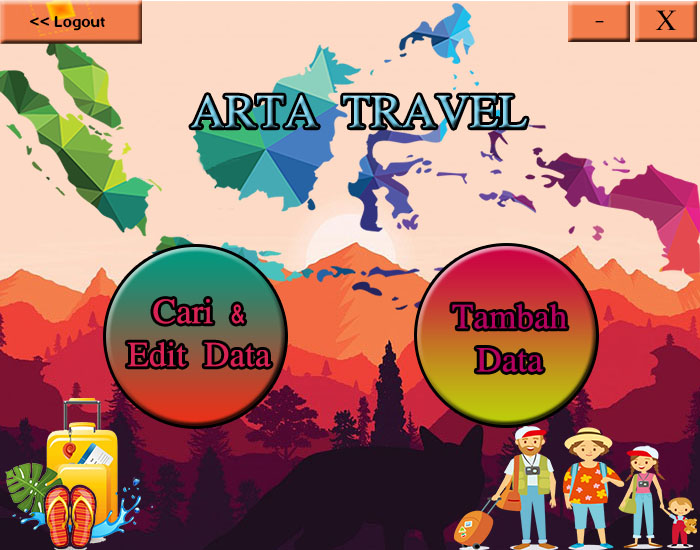 << Logout
-
X
ARTA TRAVEL
Cari &
Edit Data
Tambah
Data